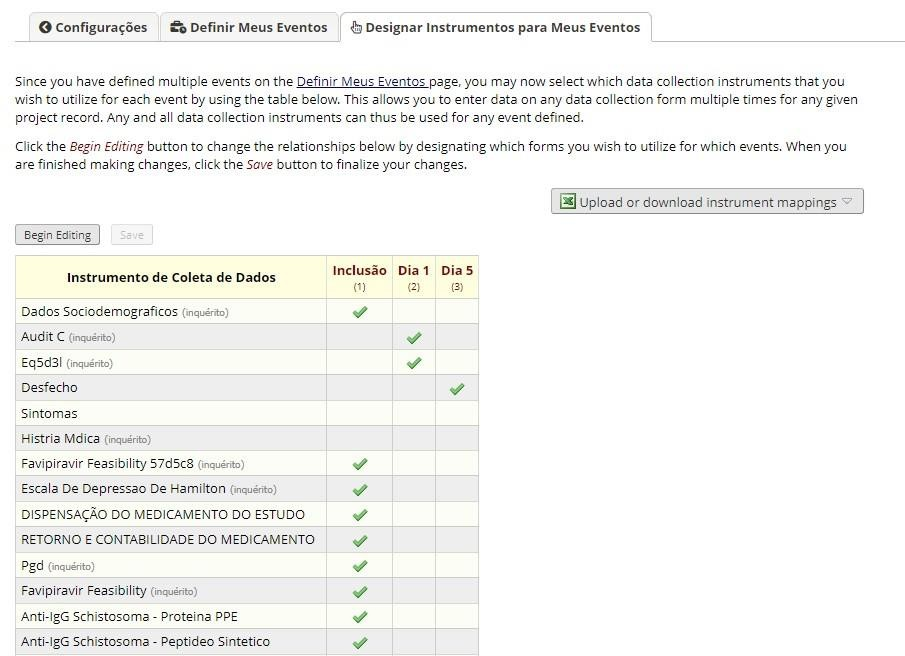 Configurações Definir Meus Eventos Designar Instrumentos para Meus Eventos
Since you have defined multiple events on the Definir Meus Eventos page, you may now select which data collection instruments that you
wish to utilize for each event by using the table below. This allows you to enter data on any data collection form multiple times for any given
project record. Any and all data collection instruments can thus be used for any event defined.
Click the Begin Editing button to change the relationships below by designating which forms you wish to utilize for which events. When you
are finished making changes, click the Save button to finalize your changes.
Upload or download instrument mappings
Begin Editing Save
Instrumento de Coleta de Dados Inclusão Dia 1 Dia 5
(1) (2) (3)
Dados Sociodemograficos (inquérito)
Audit C (inquérito)
Eq5d3l (inquérito)
Desfecho
Sintomas
Histria Mdica (inquérito)
Favipiravir Feasibility 57d5c8 (inquérito)
Escala De Depressao De Hamilton (inquérito)
DISPENSAÇÃO DO MEDICAMENTO DO ESTUDO
RETORNO E CONTABILIDADE DO MEDICAMENTO
Pgd (inquérito)
Favipiravir Feasibility (inquérito)
Anti-IgG Schistosoma - Proteina PPE
Anti-IgG Schistosoma - Peptideo Sintetico